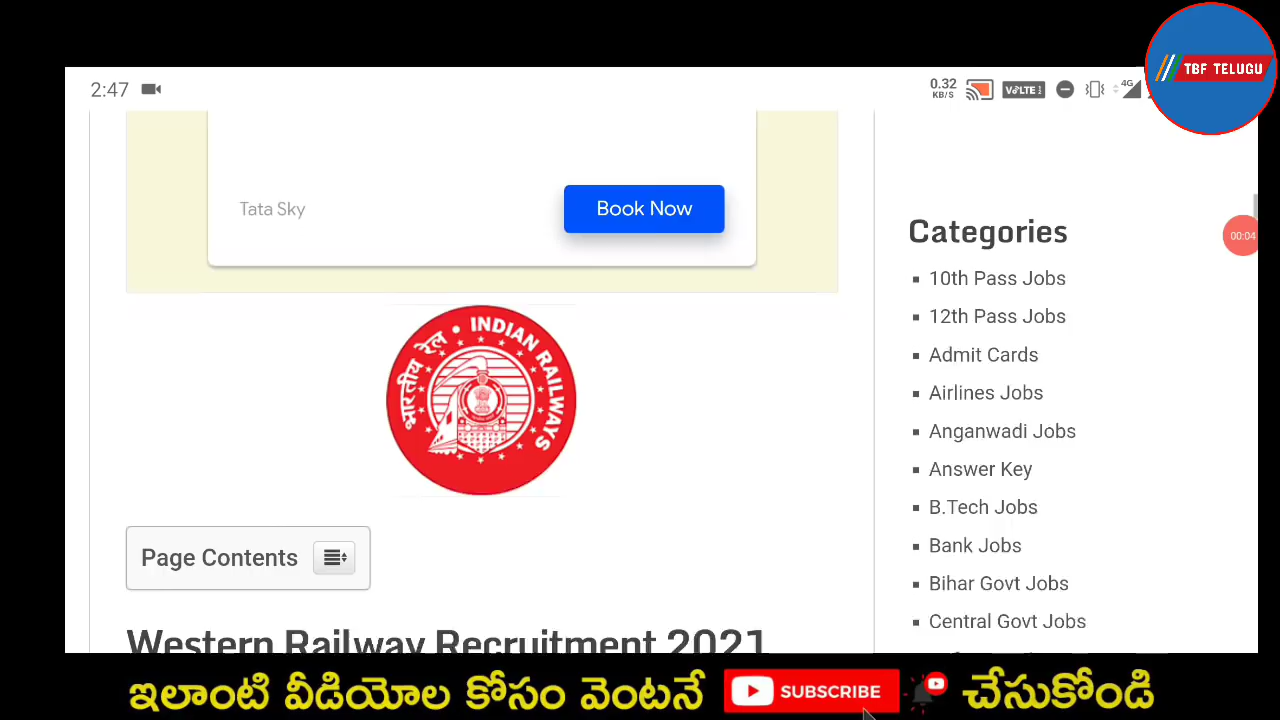 TBF TELUGU
2:47
0.32
KB/S
VoLTE
4G
Tata Sky
Book Now
Categories
00:04
10th Pass Jobs
12th Pass Jobs
Admit Cards
Airlines Jobs
Anganwadi Jobs
Answer Key
B.Tech Jobs
Bank Jobs
Bihar Govt Jobs
Central Govt Jobs
भारतीय रेल • INDIAN RAILWAYS
Page Contents
Western Railway Recruitment 2021
ఇలాంటి వీడియోల కోసం వెంటనే SUBSCRIBE చేసుకోండి